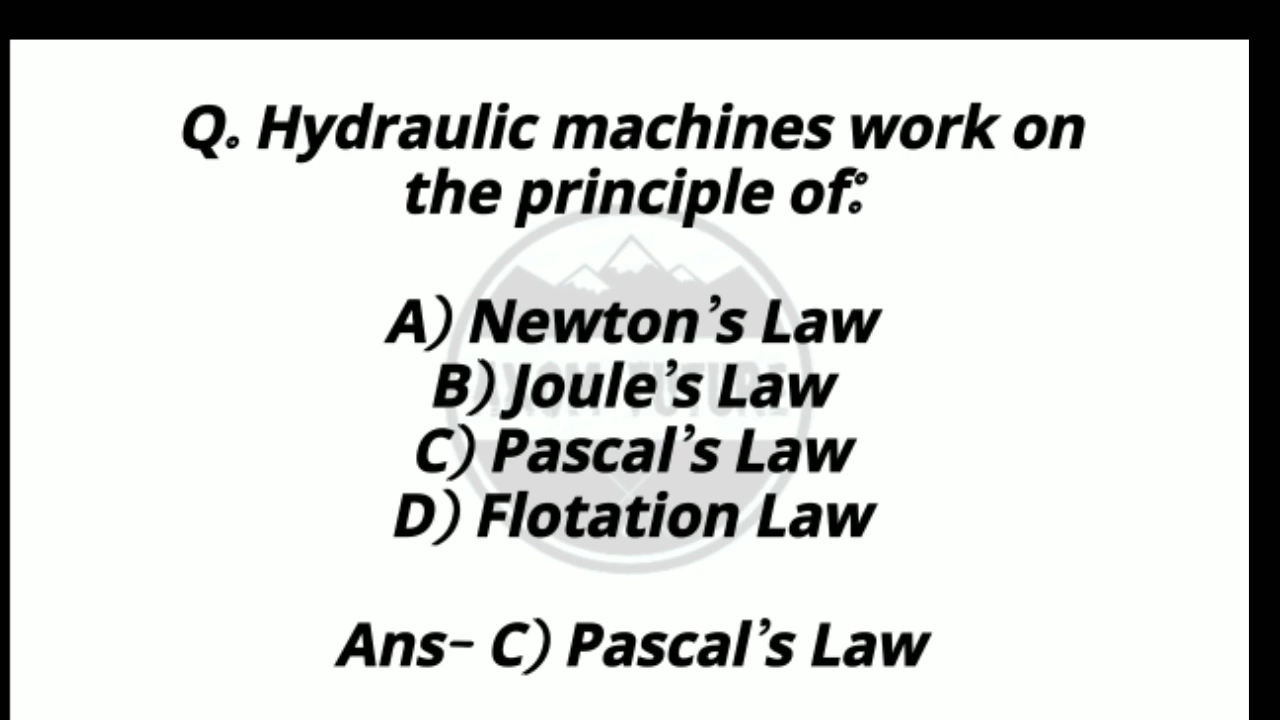 Q. Hydraulic machines work on
the principle of:
A) Newton's Law
B) Joule's Law
C) Pascal's Law
D) Flotation Law
Ans- C) Pascal's Law